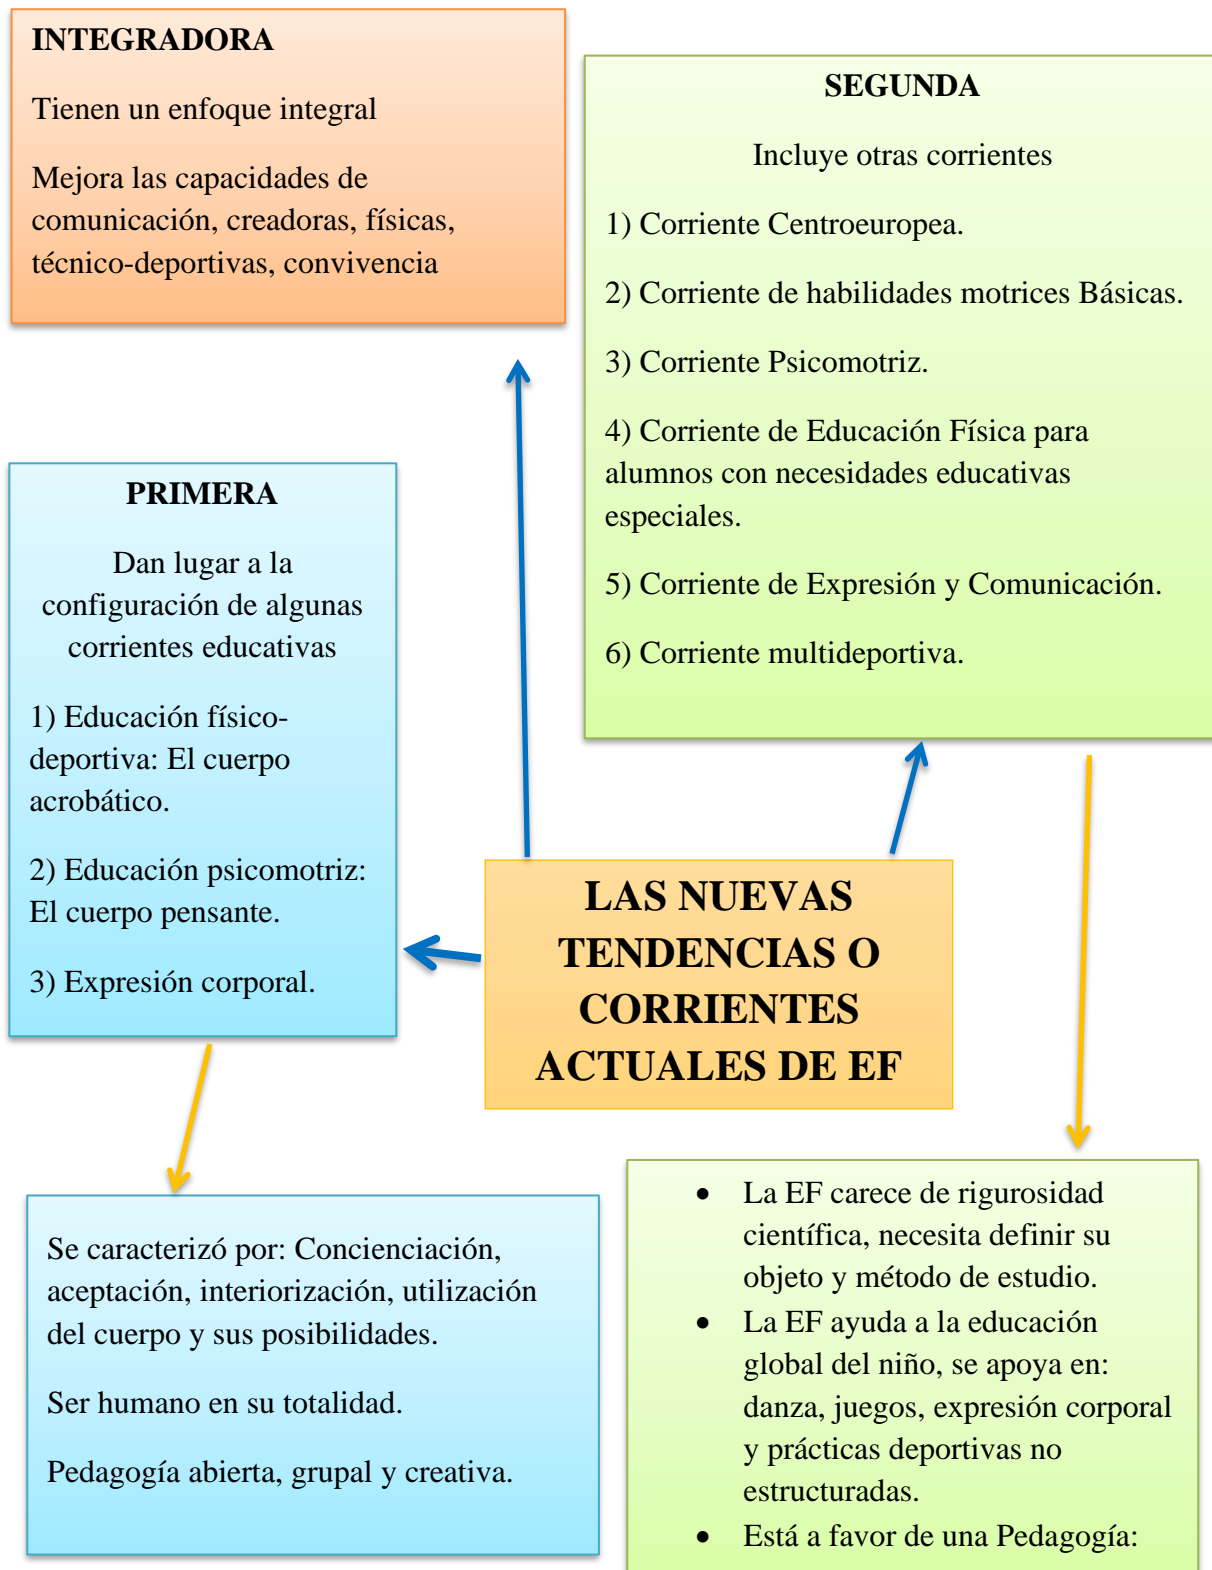 INTEGRADORA
Tienen un enfoque integral
Mejora las capacidades de
comunicación, creadoras, físicas,
técnico-deportivas, convivencia
SEGUNDA
Incluye otras corrientes
1) Corriente Centroeuropea.
2) Corriente de habilidades motrices Básicas.
3) Corriente Psicomotriz.
4) Corriente de Educación Física para
alumnos con necesidades educativas
especiales.
5) Corriente de Expresión y Comunicación.
6) Corriente multideportiva.
PRIMERA
Dan lugar a la
configuración de algunas
corrientes educativas
1) Educación físico-
deportiva: El cuerpo
acrobático.
2) Educación psicomotriz:
El cuerpo pensante.
3) Expresión corporal.
LAS NUEVAS
TENDENCIAS O
CORRIENTES
ACTUALES DE EF
Se caracterizó por: Concienciación,
aceptación, interiorización, utilización
del cuerpo y sus posibilidades.
Ser humano en su totalidad.
Pedagogía abierta, grupal y creativa.
• La EF carece de rigurosidad
científica, necesita definir su
objeto y método de estudio.
• La EF ayuda a la educación
global del niño, se apoya en:
danza, juegos, expresión corporal
y prácticas deportivas no
estructuradas.
• Está a favor de una Pedagogía: